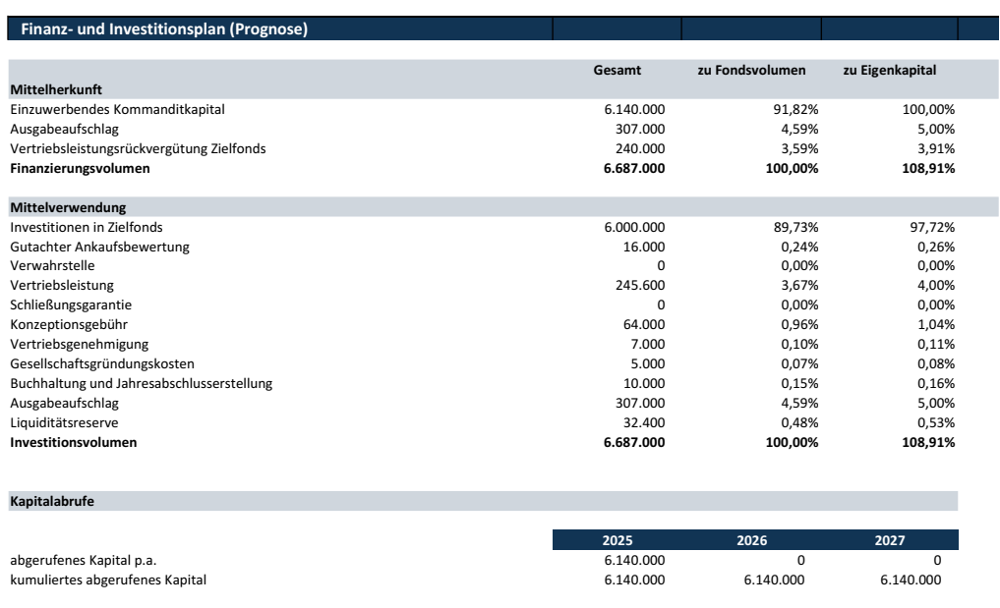 Finanz- und Investitionsplan (Prognose)
Gesamt zu Fondsvolumen zu Eigenkapital
Mittelherkunft
Einzuwerbendes Kommanditkapital 6.140.000 91,82% 100,00%
Ausgabeaufschlag 307.000 4,59% 5,00%
Vertriebsleistungsrückvergütung Zielfonds 240.000 3,59% 3,91%
Finanzierungsvolumen 6.687.000 100,00% 108,91%
Mittelverwendung
Investitionen in Zielfonds 6.000.000 89,73% 97,72%
Gutachter Ankaufsbewertung 16.000 0,24% 0,26%
Verwahrstelle 0 0,00% 0,00%
Vertriebsleistung 245.600 3,67% 4,00%
Schließungsgarantie 0 0,00% 0,00%
Konzeptionsgebühr 64.000 0,96% 1,04%
Vertriebsgenehmigung 7.000 0,10% 0,11%
Gesellschaftsgründungskosten 5.000 0,07% 0,08%
Buchhaltung und Jahresabschlusserstellung 10.000 0,15% 0,16%
Ausgabeaufschlag 307.000 4,59% 5,00%
Liquiditätsreserve 32.400 0,48% 0,53%
Investitionsvolumen 6.687.000 100,00% 108,91%
Kapitalabrufe
2025 2026 2027
abgerufenes Kapital p.a. 6.140.000 0 0
kumuliertes abgerufenes Kapital 6.140.000 6.140.000 6.140.000